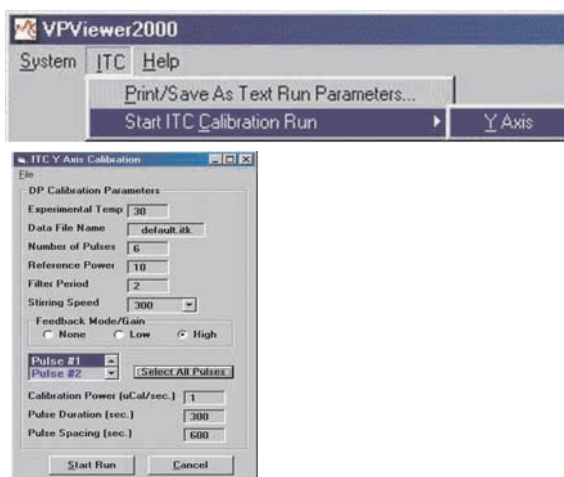 VPViewer2000
System ITC Help
Print/Save As Text Run Parameters...
Start ITC Calibration Run Y Axis
ITC Y Axis Calibration
File
DP Calibration Parameters
Experimental Temp 30
Data File Name default.itk
Number of Pulses 6
Reference Power 10
Filter Period 2
Stirring Speed 300
Feedback Mode/Gain
None Low High
Pulse #1
Pulse #2 Select All Pulses
Calibration Power (uCal/sec.) 1
Pulse Duration (sec.) 300
Pulse Spacing (sec.) 600
Start Run Cancel